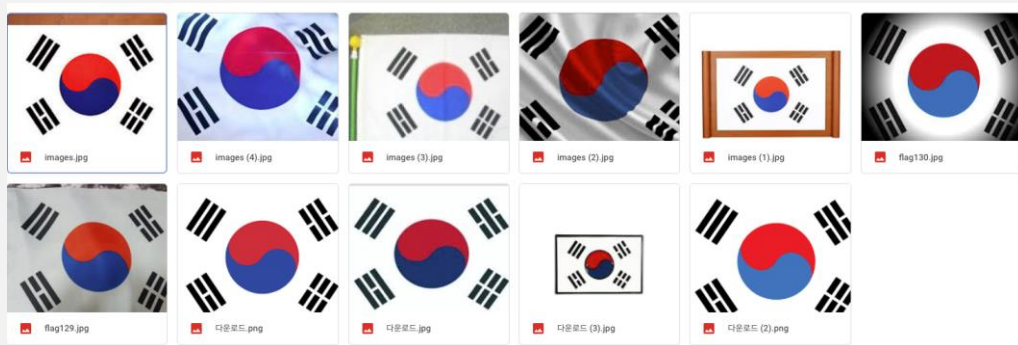 images.jpg
images (4).jpg
images (3).jpg
images (2).jpg
images (1).jpg
flag130.jpg
flag129.jpg
다운로드.png
다운로드.jpg
다운로드 (3).jpg
다운로드 (2).png